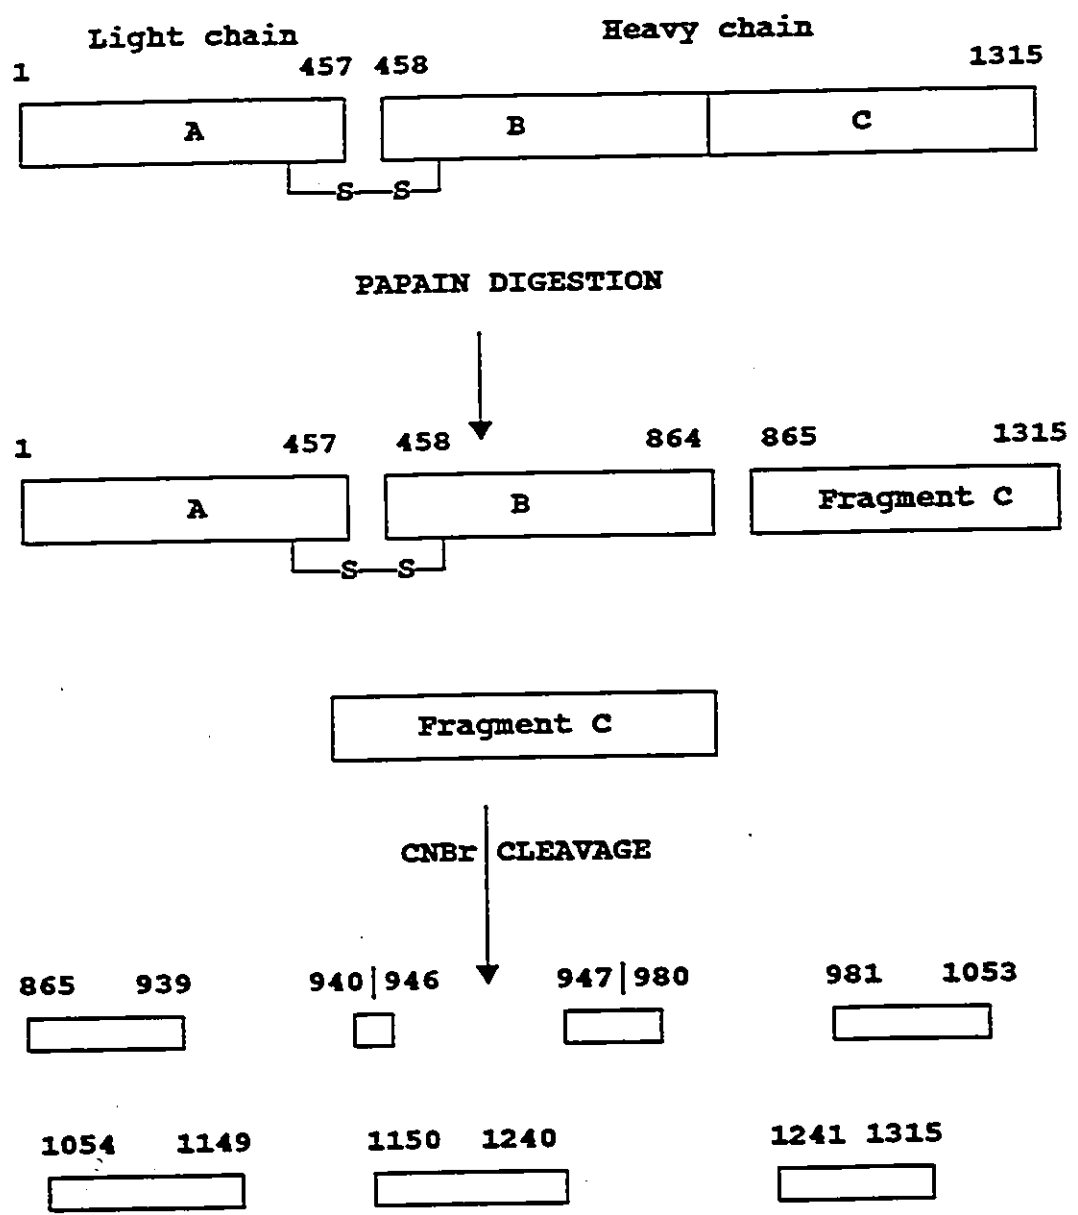 Light chain Heavy chain
1 457 458 1315
A B C
S S
PAPAIN DIGESTION
1 457 458 864 865 1315
A B Fragment C
S S
Fragment C
CNBr CLEAVAGE
865 939 940|946 947|980 981 1053
1054 1149 1150 1240 1241 1315